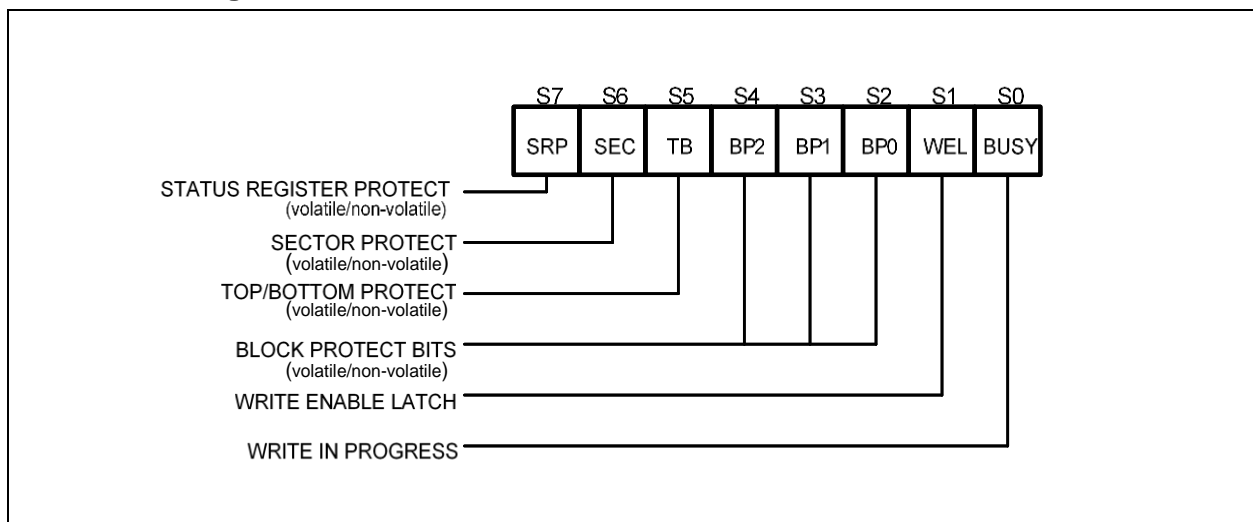 S7 S6 S5 S4 S3 S2 S1 S0
SRP SEC TB BP2 BP1 BP0 WEL BUSY
STATUS REGISTER PROTECT
(volatile/non-volatile)
SECTOR PROTECT
(volatile/non-volatile)
TOP/BOTTOM PROTECT
(volatile/non-volatile)
BLOCK PROTECT BITS
(volatile/non-volatile)
WRITE ENABLE LATCH
WRITE IN PROGRESS